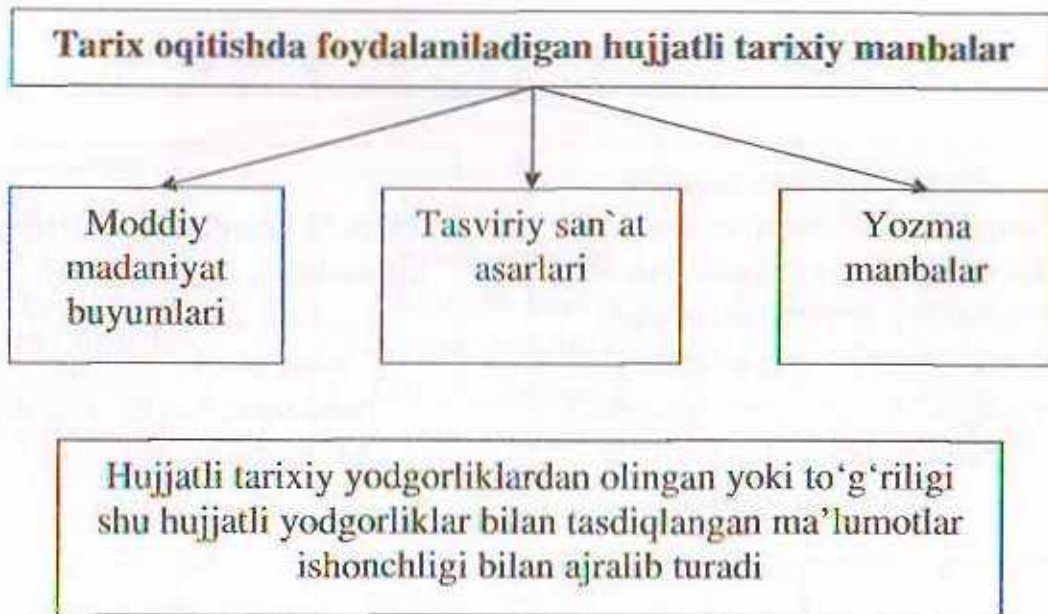 Tarix oqitishda foydalaniladigan hujjatli tarixiy manbalar
Moddiy
madaniyat
buyumlari
Tasviriy san`at
asarlari
Yozma
manbalar
Hujjatli tarixiy yodgorliklardan olingan yoki to‘g‘riligi
shu hujjatli yodgorliklar bilan tasdiqlangan ma’lumotlar
ishonchligi bilan ajralib turadi